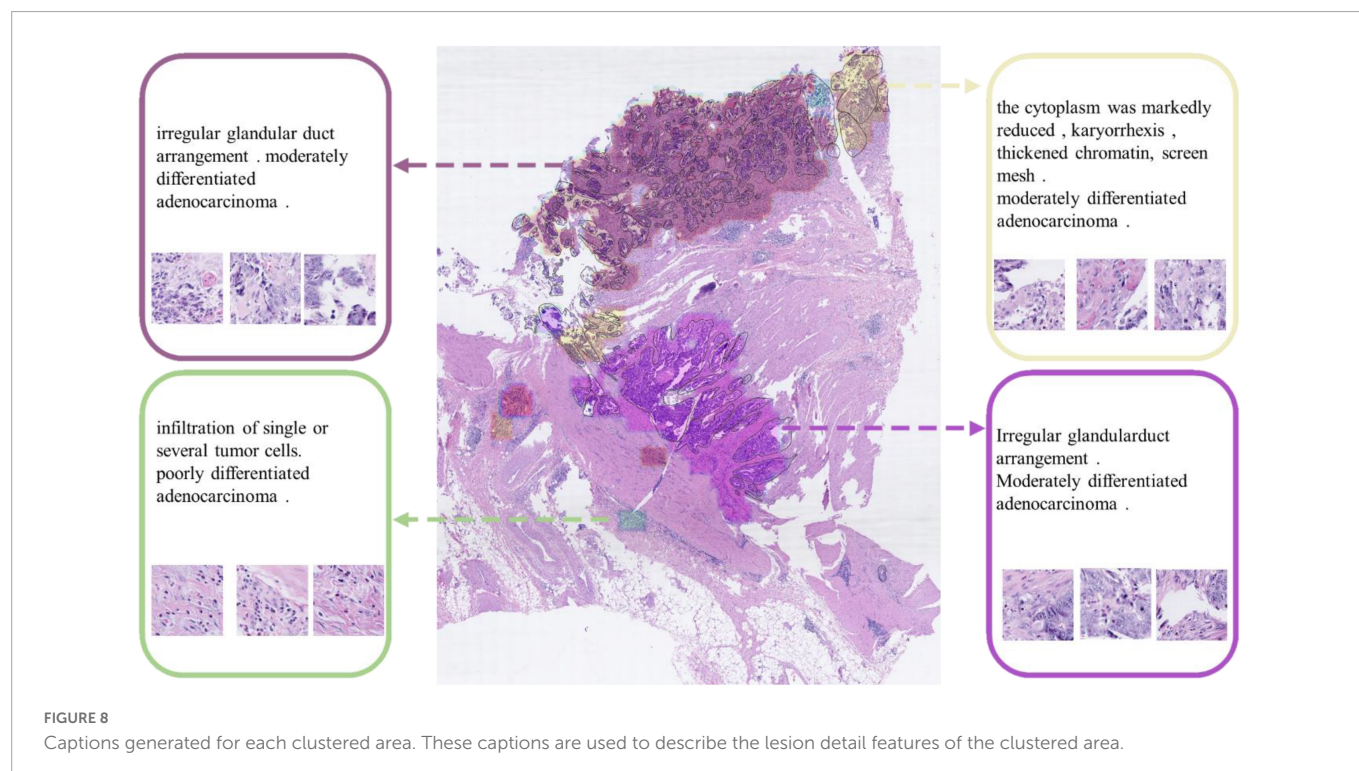 irregular glandular duct
arrangement . moderately
differentiated
adenocarcinoma .
the cytoplasm was markedly
reduced , karyorrhexis ,
thickened chromatin, screen
mesh .
moderately differentiated
adenocarcinoma .
infiltration of single or
several tumor cells.
poorly differentiated
adenocarcinoma .
Irregular glandularduct
arrangement .
Moderately differentiated
adenocarcinoma .
FIGURE 8
Captions generated for each clustered area. These captions are used to describe the lesion detail features of the clustered area.